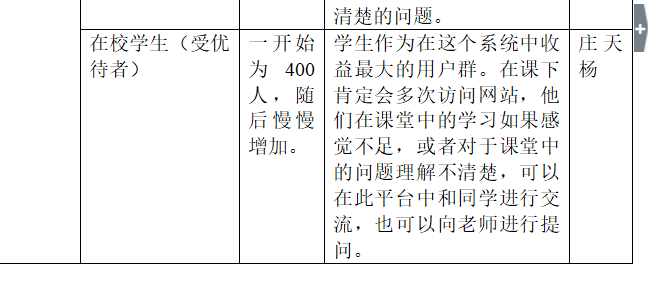 清楚的问题。
在校学生（受优
待者）
一开始
为 400
人，随
后慢慢
增加。
学生作为在这个系统中收
益最大的用户群。在课下
肯定会多次访问网站，他
们在课堂中的学习如果感
觉不足，或者对于课堂中
的问题理解不清楚，可以
在此平台中和同学进行交
流，也可以向老师进行提
问。
庄天
杨